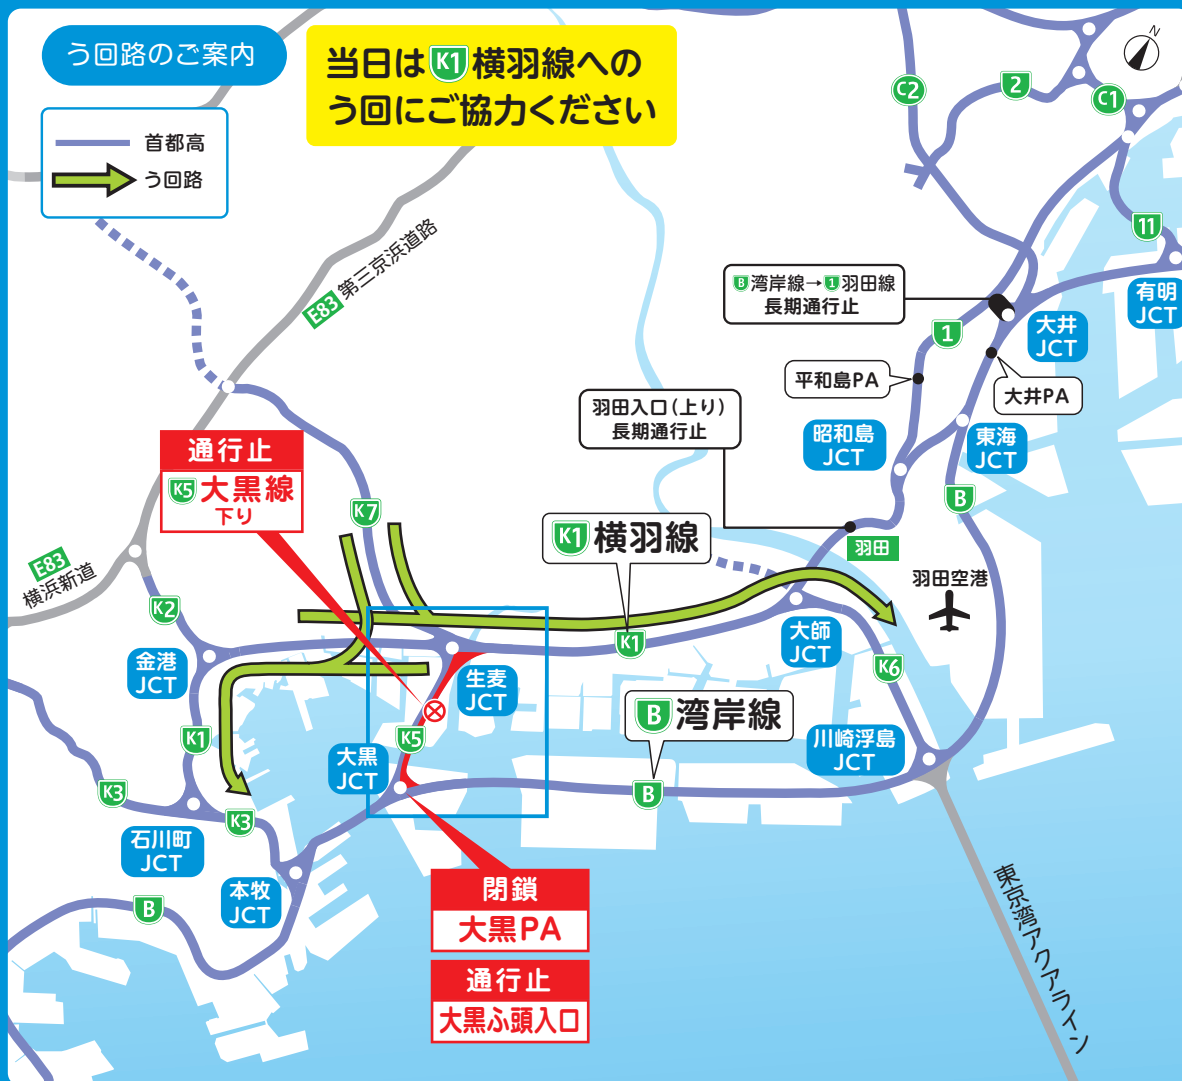 う回路のご案内
当日はK1横羽線への
う回にご協力ください
首都高
う回路
N
C2
2
C1
11
E83 第三京浜道路
B湾岸線→1羽田線
長期通行止
有明
JCT
大井
JCT
1
平和島PA
大井PA
羽田入口(上り)
長期通行止
昭和島
JCT
東海
JCT
通行止
K5大黒線
下り
K7
B
K1横羽線
羽田
羽田空港
E83
横浜新道
K2
K1
大師
JCT
金港
JCT
生麦
JCT
K6
B湾岸線
K1
K5
大黒
JCT
川崎浮島
JCT
K3
B
K3
石川町
JCT
本牧
JCT
B
閉鎖
大黒PA
通行止
大黒ふ頭入口
東京湾アクアライン